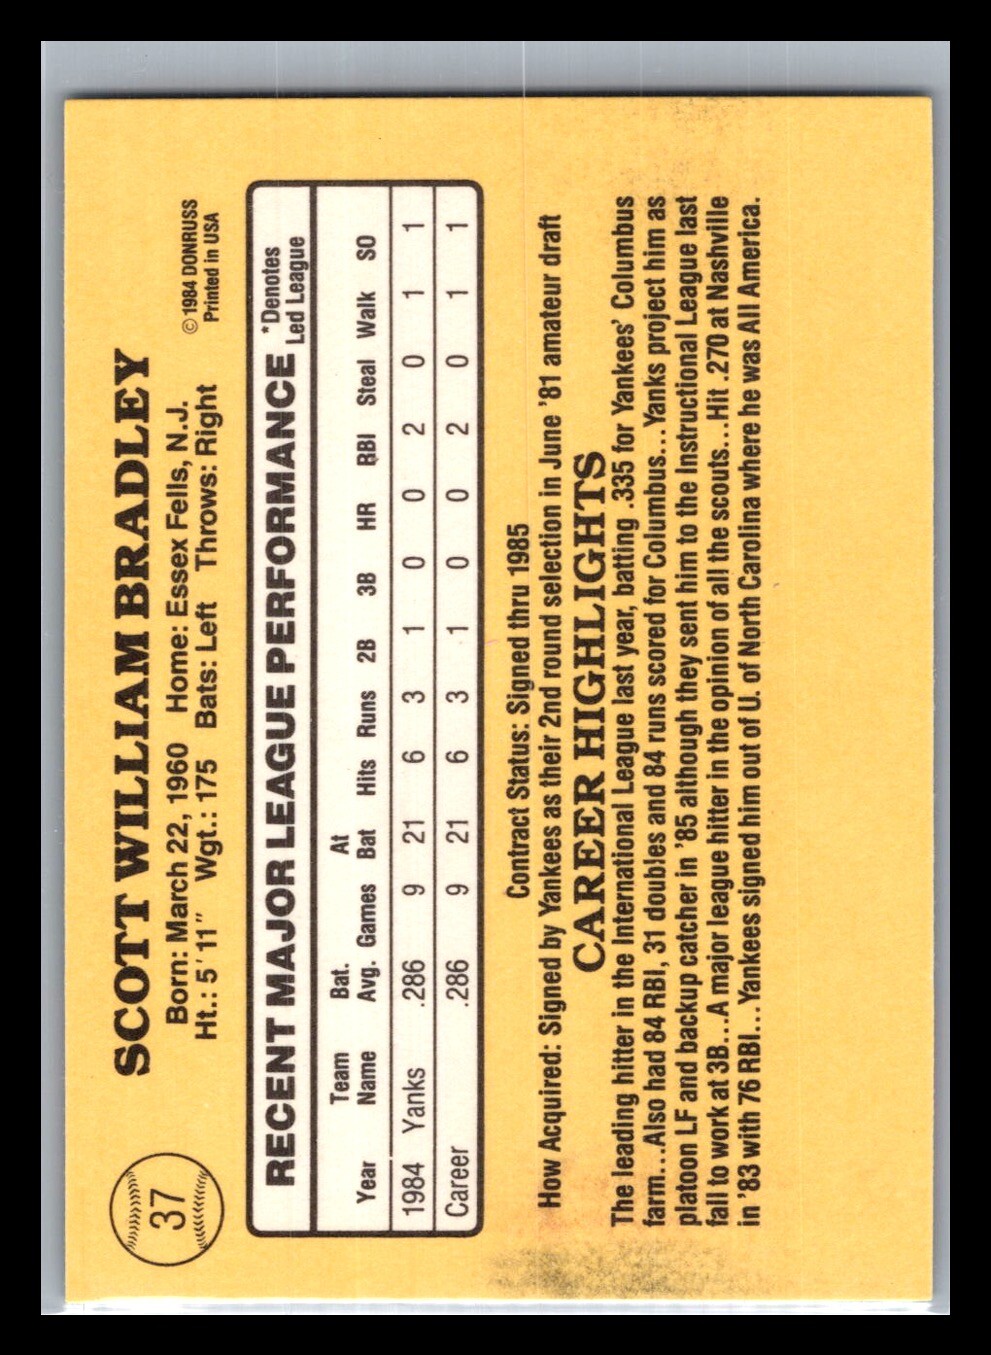 37
SCOTT WILLIAM BRADLEY
Born: March 22, 1960 Home: Essex Fells, N.J.
Ht.: 5'11" Wgt.: 175 Bats: Left Throws: Right
© 1984 DONRUSS
Printed in USA
RECENT MAJOR LEAGUE PERFORMANCE
*Denotes
Led League
Team Bat. At
Year Name Avg. Games Bat Hits Runs 2B 3B HR RBI Steal Walk SO
1984 Yanks .286 9 21 6 3 1 0 0 2 0 1 1
Career .286 9 21 6 3 1 0 0 2 0 1 1
Contract Status: Signed thru 1985
How Acquired: Signed by Yankees as their 2nd round selection in June '81 amateur draft
CAREER HIGHLIGHTS
The leading hitter in the International League last year, batting .335 for Yankees' Columbus
farm...Also had 84 RBI, 31 doubles and 84 runs scored for Columbus...Yanks project him as
platoon LF and backup catcher in '85 although they sent him to the Instructional League last
fall to work at 3B...A major league hitter in the opinion of all the scouts...Hit .270 at Nashville
in '83 with 76 RBI...Yankees signed him out of U. of North Carolina where he was All America.